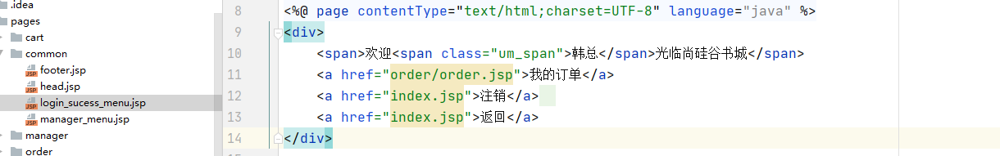 .idea
pages
cart
common
footer.jsp
head.jsp
login_sucess_menu.jsp
manager_menu.jsp
manager
order
8 <%@ page contentType="text/html;charset=UTF-8" language="java" %>
9 <div>
10 <span>欢迎<span class="um_span">韩总</span>光临尚硅谷书城</span>
11 <a href="order/order.jsp">我的订单</a>
12 <a href="index.jsp">注销</a>
13 <a href="index.jsp">返回</a>
14 </div>